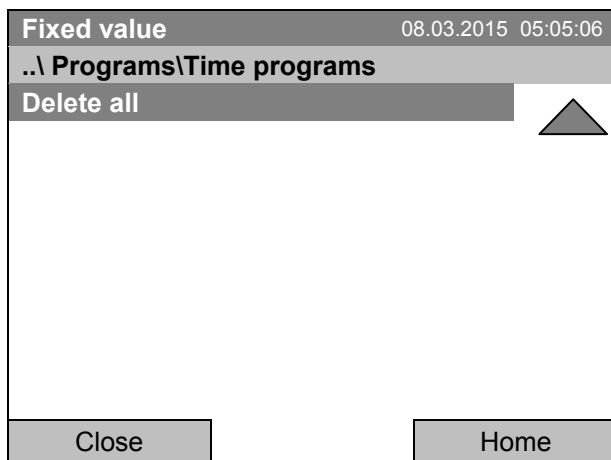 Fixed value 08.03.2015 05:05:06
..\ Programs\Time programs
Delete all
Close Home